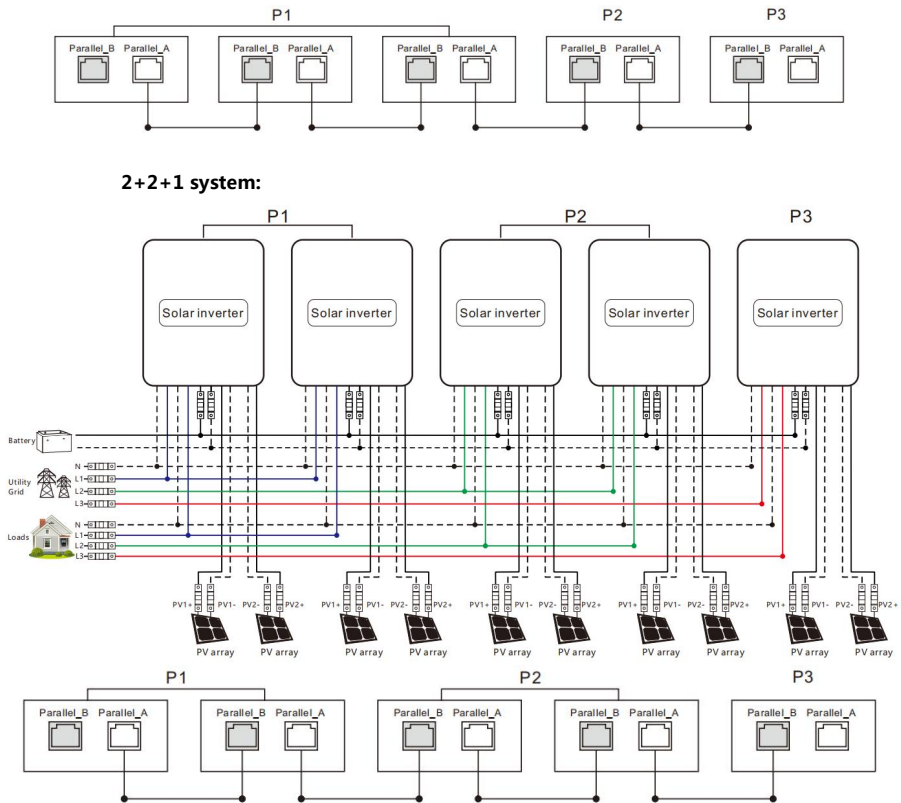 P1 P2 P3
Parallel_B Parallel_A Parallel_B Parallel_A Parallel_B Parallel_A Parallel_B Parallel_A Parallel_B Parallel_A
2+2+1 system:
P1 P2 P3
Solar inverter Solar inverter Solar inverter Solar inverter Solar inverter
Battery
N
L1
Utility
Grid
L2
L3
N
Loads
L1
L2
L3
PV1+ PV1- PV2- PV2+ PV1+ PV1- PV2- PV2+ PV1+ PV1- PV2- PV2+ PV1+ PV1- PV2- PV2+ PV1+ PV1- PV2- PV2+
PV array PV array PV array PV array PV array PV array PV array PV array PV array PV array
P1 P2 P3
Parallel_B Parallel_A Parallel_B Parallel_A Parallel_B Parallel_A Parallel_B Parallel_A Parallel_B Parallel_A